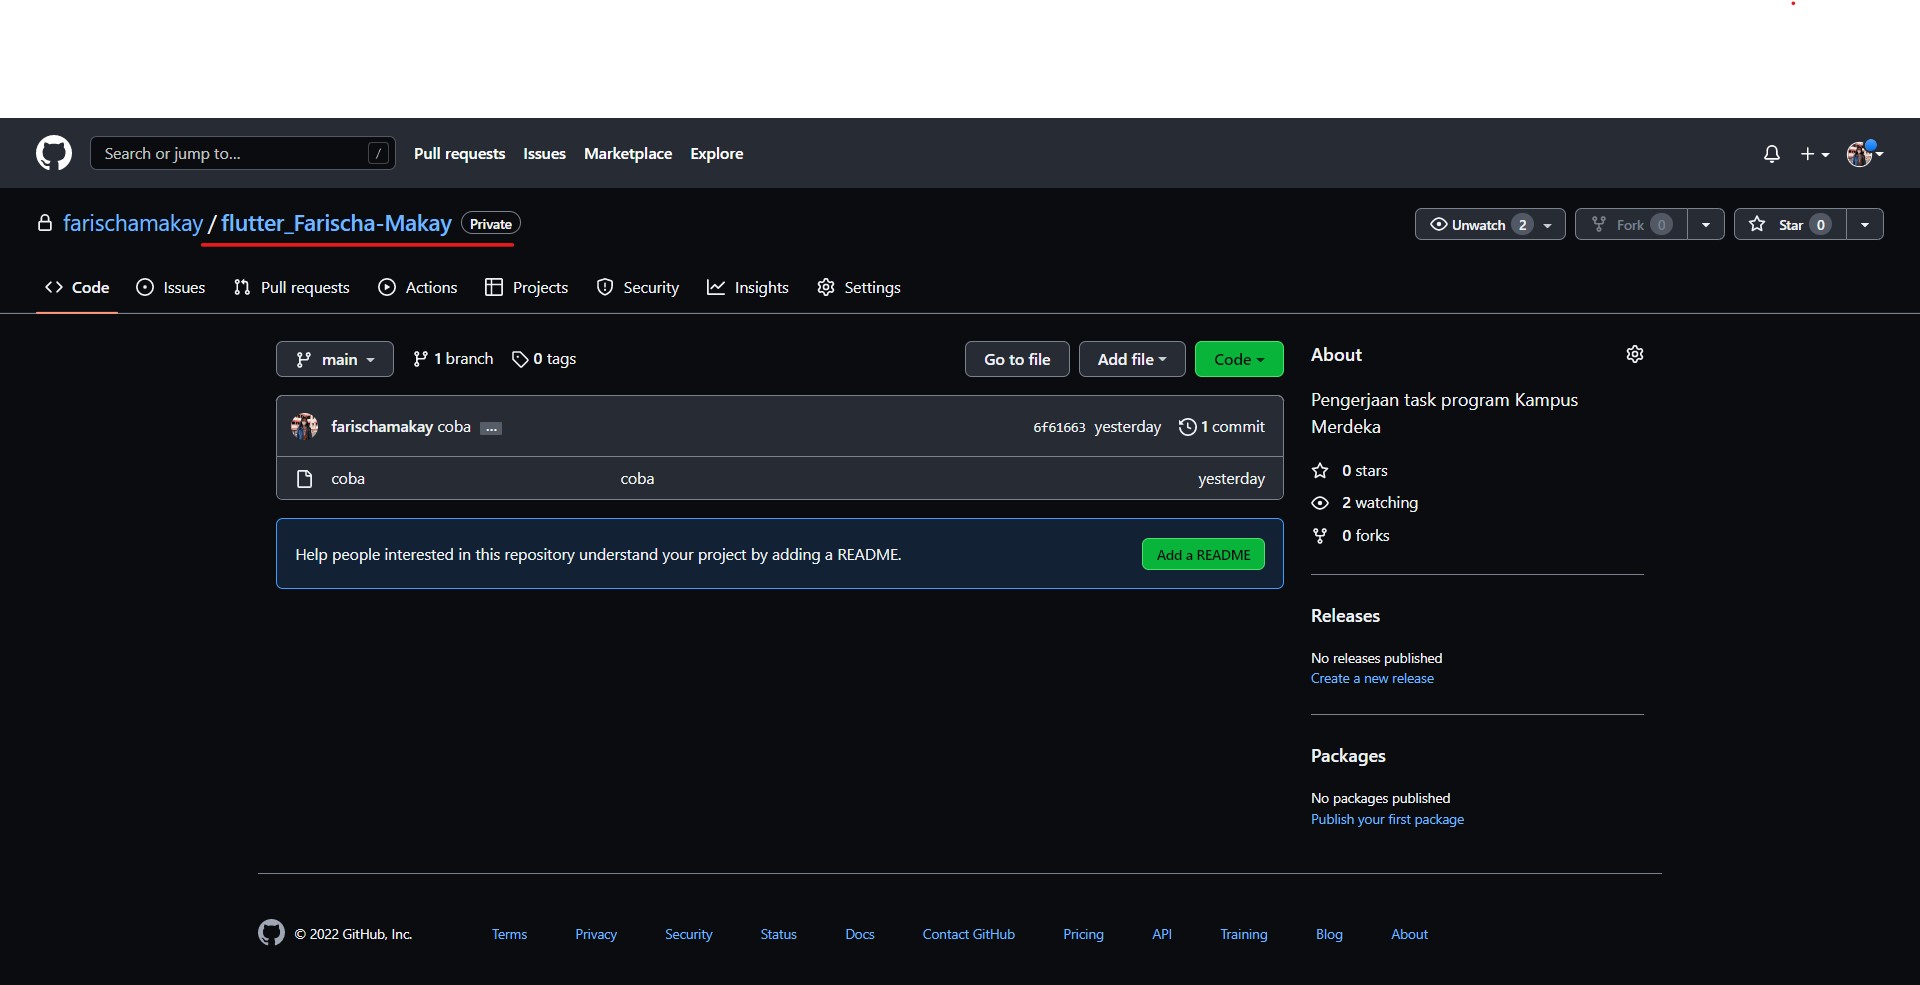 Search or jump to... /
Pull requests Issues Marketplace Explore
farischamakay / flutter_Farischa-Makay Private
Unwatch 2 Fork 0 Star 0
Code Issues Pull requests Actions Projects Security Insights Settings
main 1 branch 0 tags Go to file Add file Code
farischamakay coba ... 6f61663 yesterday 1 commit
coba coba yesterday
Help people interested in this repository understand your project by adding a README. Add a README
About
Pengerjaan task program Kampus
Merdeka
0 stars
2 watching
0 forks
Releases
No releases published
Create a new release
Packages
No packages published
Publish your first package
© 2022 GitHub, Inc. Terms Privacy Security Status Docs Contact GitHub Pricing API Training Blog About